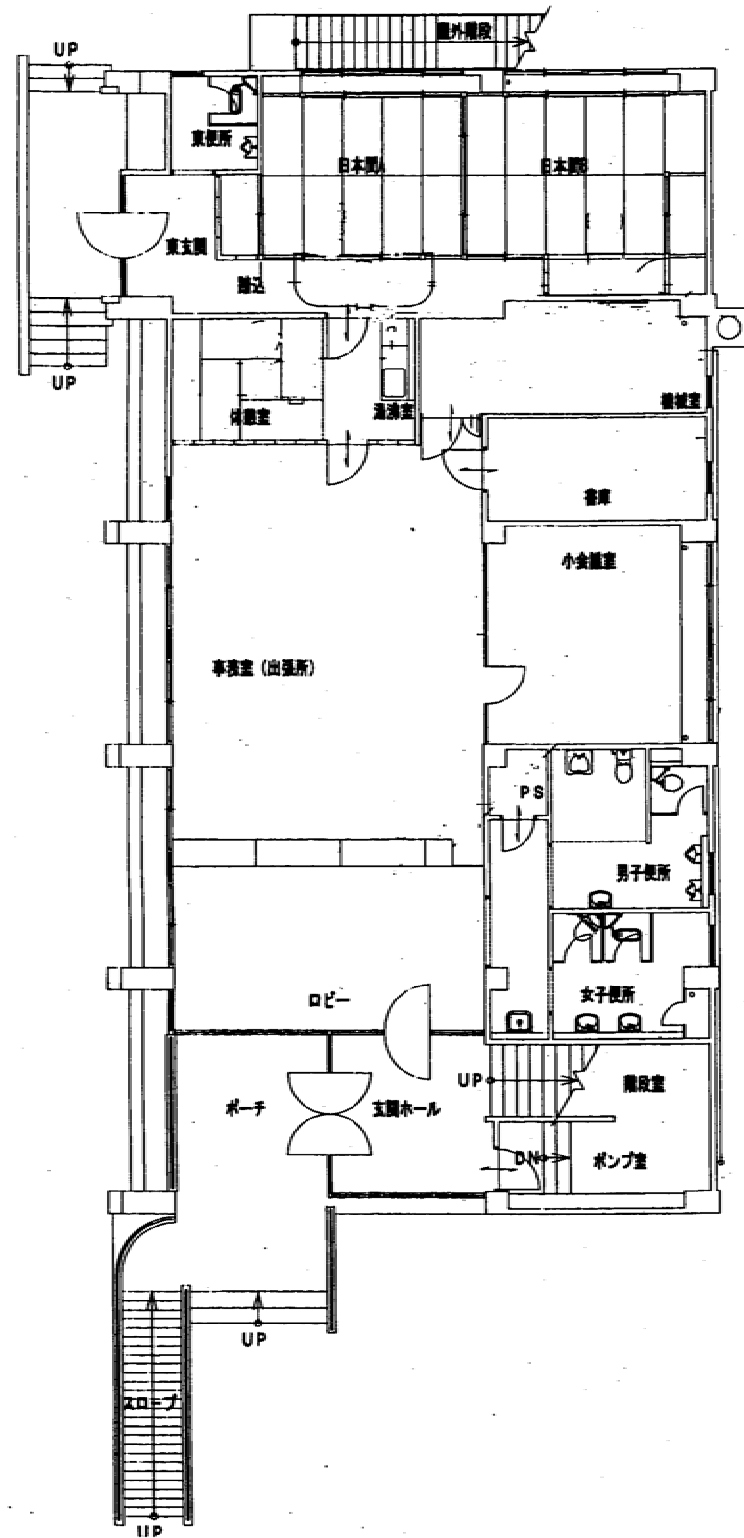 屋外階段
UP
東便所
日本間A
日本間B
東玄関
踏込
UP
休憩室
湯沸室
機械室
書庫
小会議室
事務室（出張所）
PS
男子便所
ロビー
女子便所
UP
階段室
ポーチ
玄関ホール
DN
ポンプ室
UP
スロープ
UP